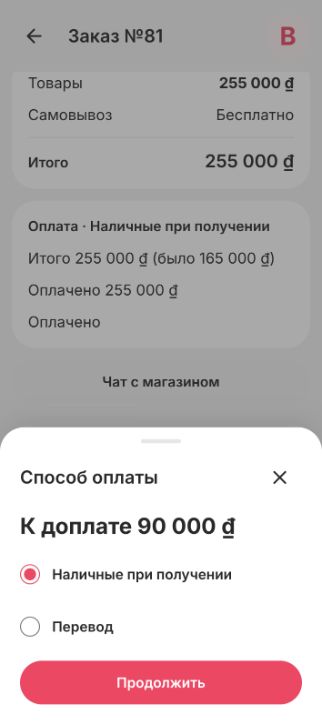 Заказ №81
B
Товары 255 000 ₫
Самовывоз Бесплатно
Итого 255 000 ₫
Оплата · Наличные при получении
Итого 255 000 ₫ (было 165 000 ₫)
Оплачено 255 000 ₫
Оплачено
Чат с магазином
Способ оплаты
К доплате 90 000 ₫
Наличные при получении
Перевод
Продолжить